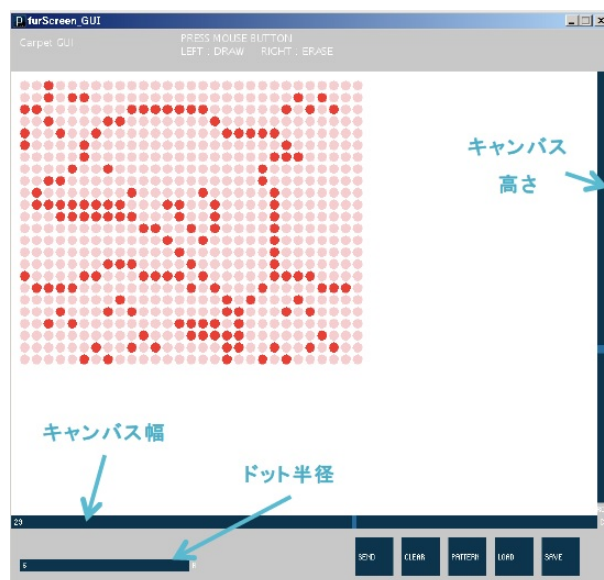 furScreen_GUI
Carpet GUI
PRESS MOUSE BUTTON
LEFT : DRAW    RIGHT : ERASE
キャンバス
高さ
キャンバス幅
ドット半径
29
6
SEND
CLEAR
PATTERN
LOAD
SAVE